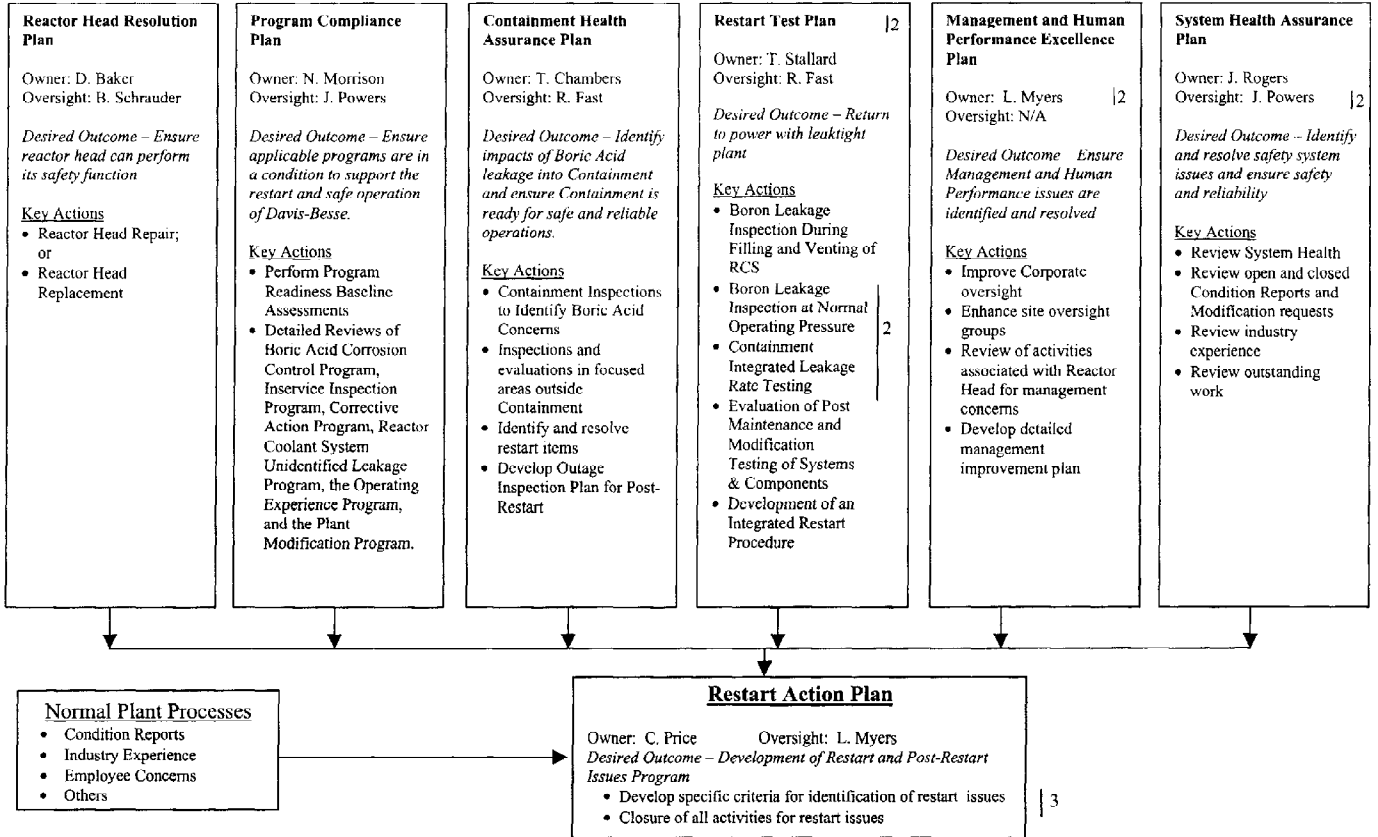 Reactor Head Resolution
Plan
Owner: D. Baker
Oversight: B. Schrauder
Desired Outcome – Ensure
reactor head can perform
its safety function
Key Actions
• Reactor Head Repair;
or
• Reactor Head
Replacement
Program Compliance
Plan
Owner: N. Morrison
Oversight: J. Powers
Desired Outcome – Ensure
applicable programs are in
a condition to support the
restart and safe operation
of Davis-Besse.
Key Actions
• Perform Program
Readiness Baseline
Assessments
• Detailed Reviews of
Boric Acid Corrosion
Control Program,
Inservice Inspection
Program, Corrective
Action Program, Reactor
Coolant System
Unidentified Leakage
Program, the Operating
Experience Program,
and the Plant
Modification Program.
Containment Health
Assurance Plan
Owner: T. Chambers
Oversight: R. Fast
Desired Outcome – Identify
impacts of Boric Acid
leakage into Containment
and ensure Containment is
ready for safe and reliable
operations.
Key Actions
• Containment Inspections
to Identify Boric Acid
Concerns
• Inspections and
evaluations in focused
areas outside
Containment
• Identify and resolve
restart items
• Develop Outage
Inspection Plan for Post-
Restart
Restart Test Plan |2
Owner: T. Stallard
Oversight: R. Fast
Desired Outcome – Return
to power with leaktight
plant
Key Actions
• Boron Leakage
Inspection During
Filling and Venting of
RCS
• Boron Leakage
Inspection at Normal
Operating Pressure | 2
• Containment
Integrated Leakage
Rate Testing
• Evaluation of Post
Maintenance and
Modification
Testing of Systems
& Components
• Development of an
Integrated Restart
Procedure
Management and Human
Performance Excellence
Plan
Owner: L. Myers |2
Oversight: N/A
Desired Outcome Ensure
Management and Human
Performance issues are
identified and resolved
Key Actions
• Improve Corporate
oversight
• Enhance site oversight
groups
• Review of activities
associated with Reactor
Head for management
concerns
• Develop detailed
management
improvement plan
System Health Assurance
Plan
Owner: J. Rogers
Oversight: J. Powers |2
Desired Outcome – Identify
and resolve safety system
issues and ensure safety
and reliability
Key Actions
• Review System Health
• Review open and closed
Condition Reports and
Modification requests
• Review industry
experience
• Review outstanding
work
Normal Plant Processes
• Condition Reports
• Industry Experience
• Employee Concerns
• Others
Restart Action Plan
Owner: C. Price Oversight: L. Myers
Desired Outcome – Development of Restart and Post-Restart
Issues Program
• Develop specific criteria for identification of restart issues
• Closure of all activities for restart issues
| 3